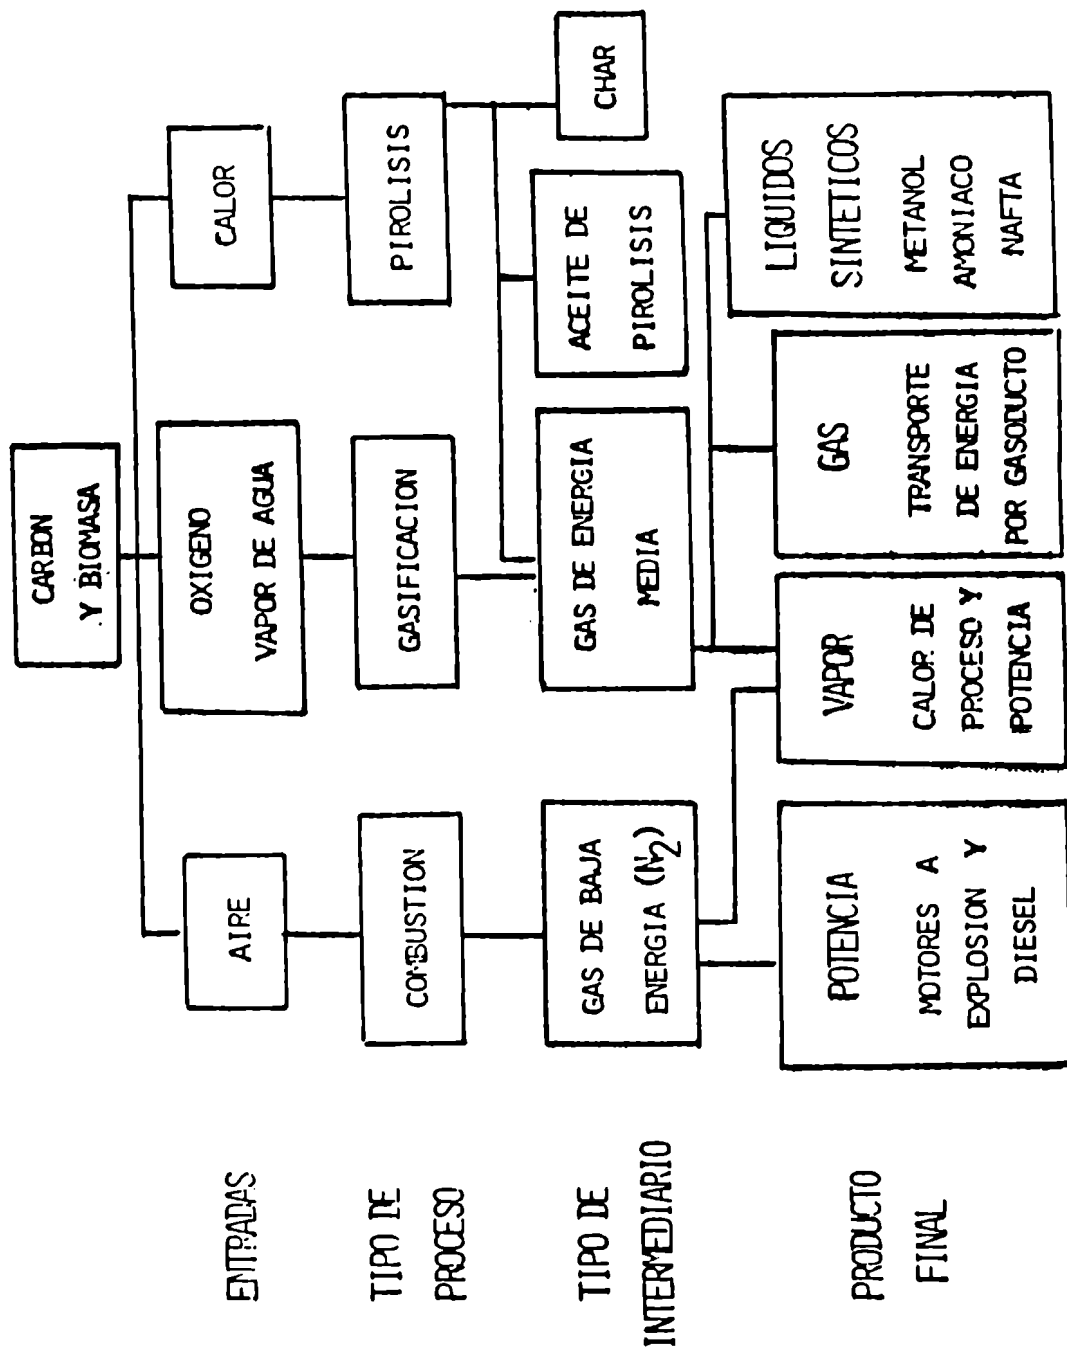 CARBON
Y BIOMASA
ENTRADAS
AIRE
OXIGENO
VAPOR DE AGUA
CALOR
TIPO DE
PROCESO
COMBUSTION
GASIFICACION
PIROLISIS
TIPO DE
INTERMEDIARIO
GAS DE BAJA
ENERGIA (N2)
GAS DE ENERGIA
MEDIA
ACEITE DE
PIROLISIS
CHAR
PRODUCTO
FINAL
POTENCIA
MOTORES A
EXPLOSION Y
DIESEL
VAPOR
CALOR DE
PROCESO Y
POTENCIA
GAS
TRANSPORTE
DE ENERGIA
POR GASODUCTO
LIQUIDOS
SINTETICOS
METANOL
AMONIACO
NAFTA